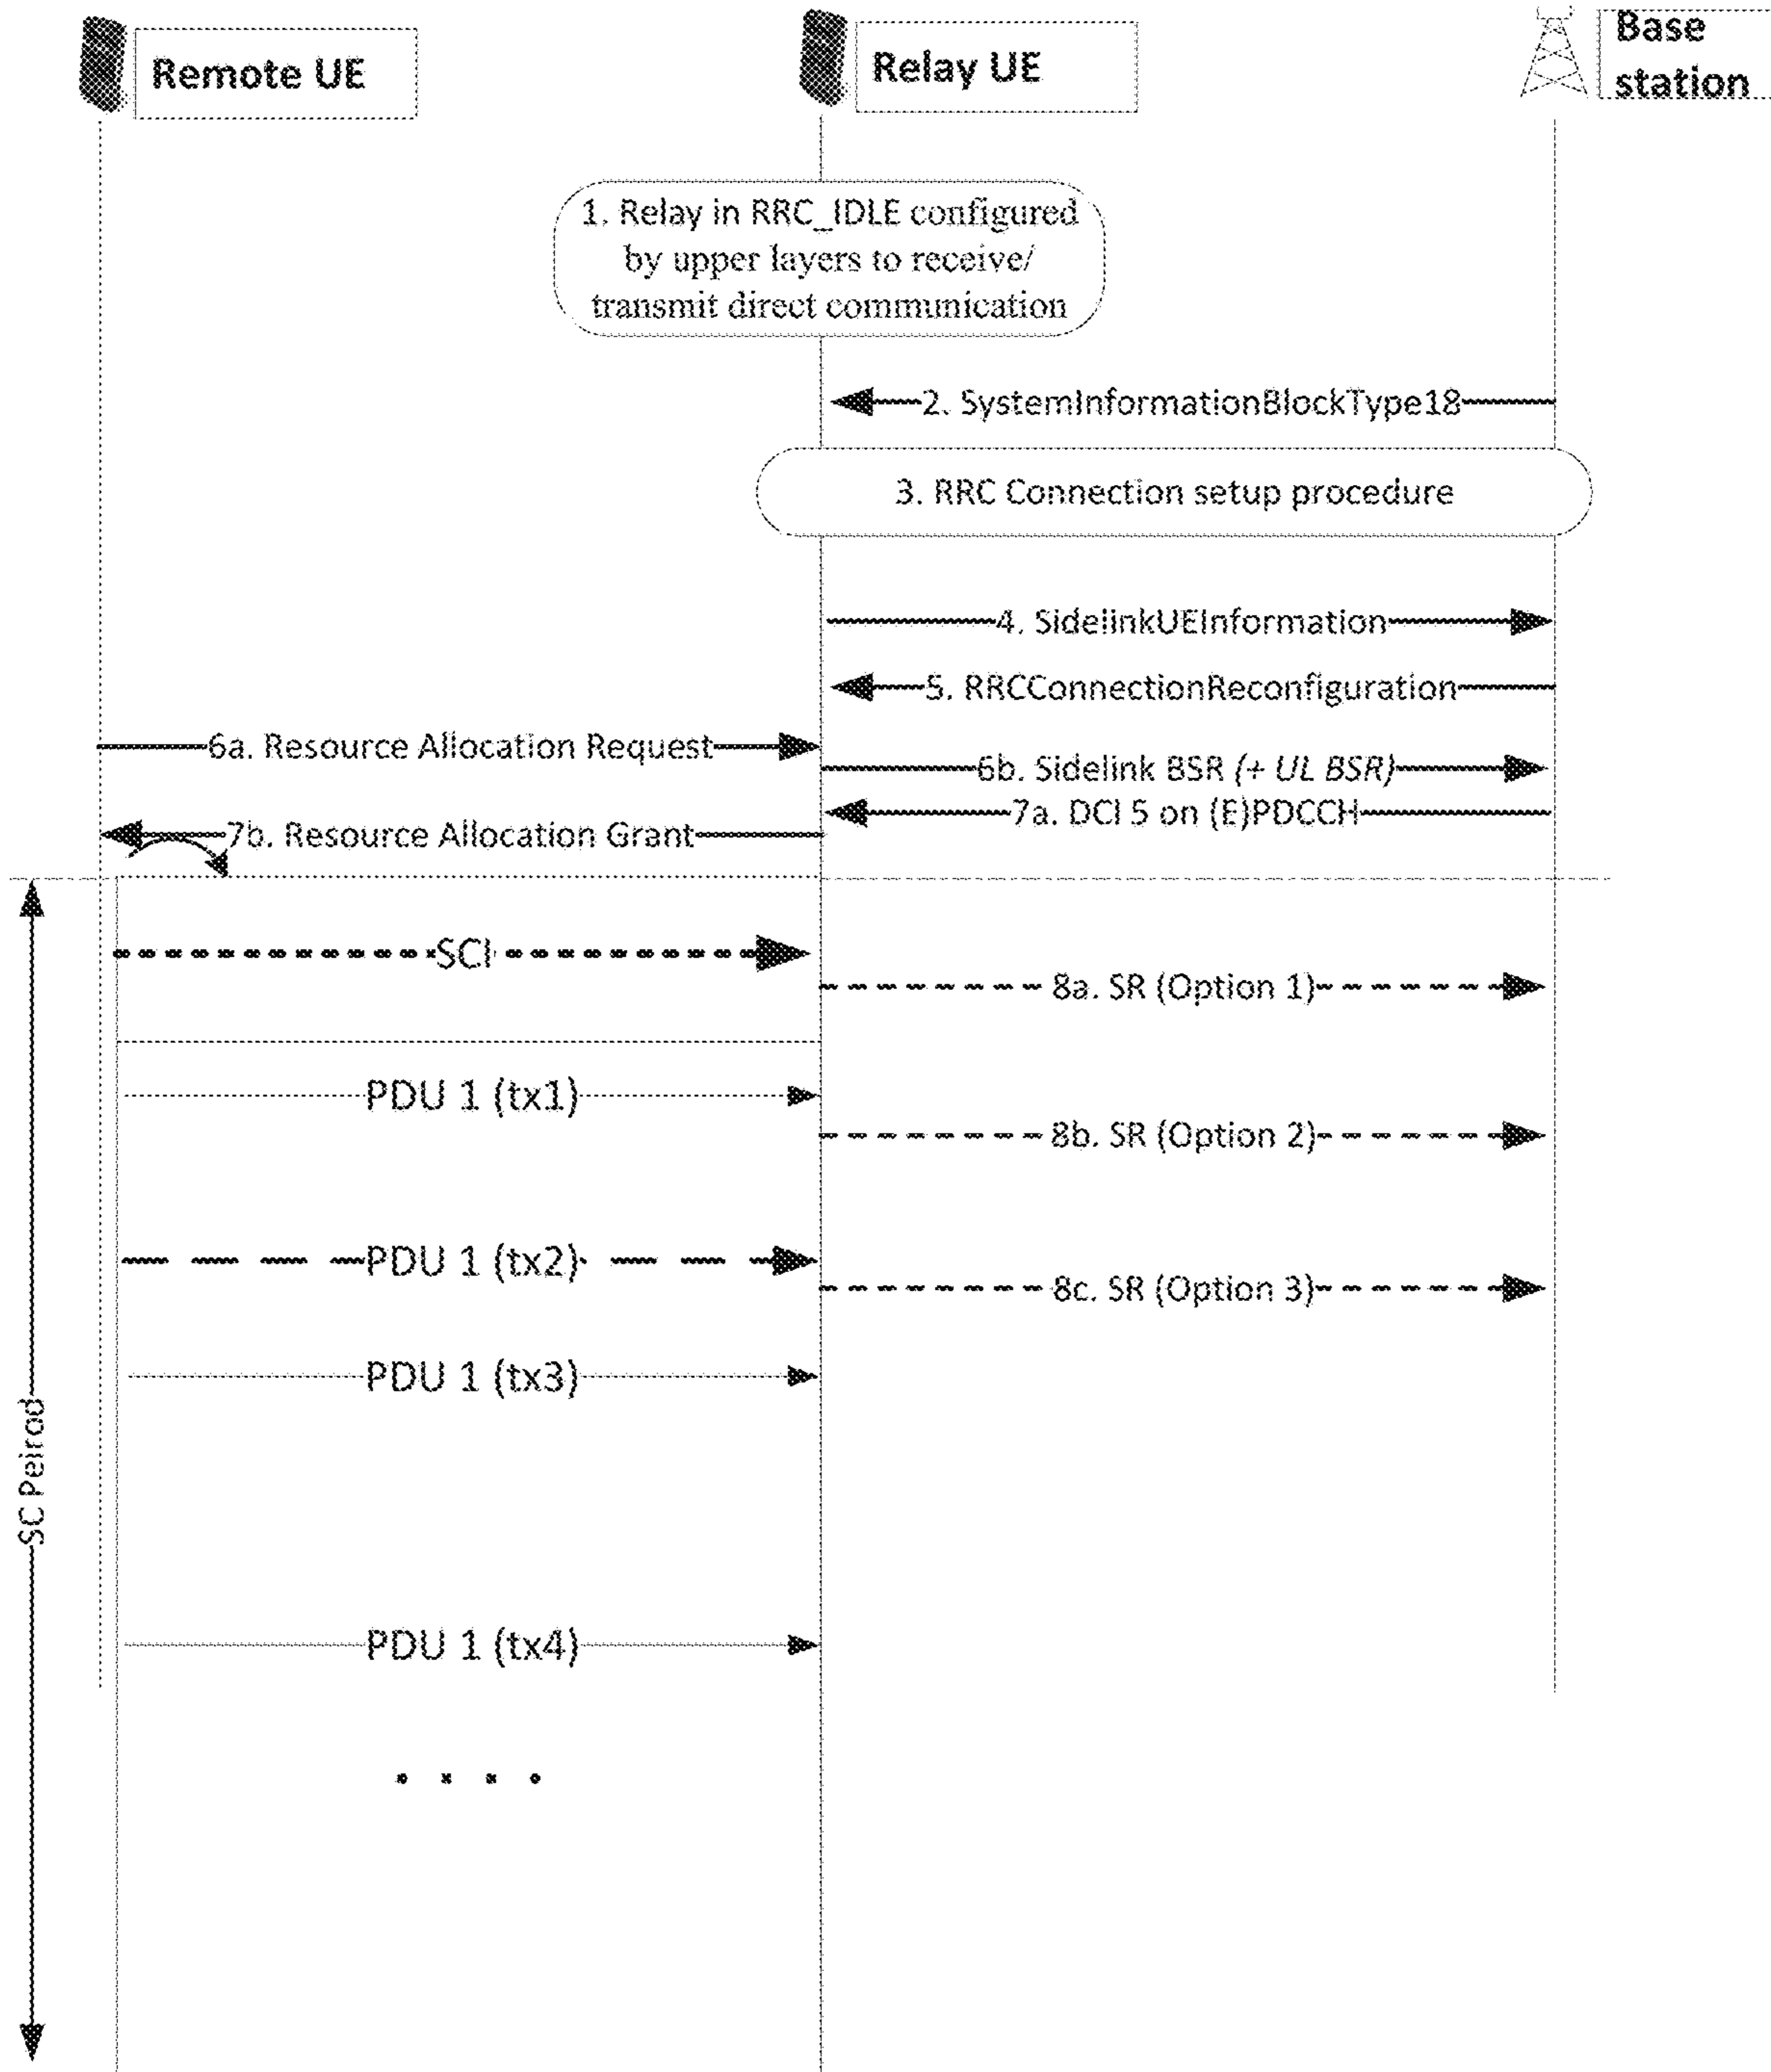 Remote UE
Relay UE
Base
station
1. Relay in RRC_IDLE configured
by upper layers to receive/
transmit direct communication
2. SystemInformationBlockType18
3. RRC Connection setup procedure
4. SidelinkUEInformation
5. RRCConnectionReconfiguration
6a. Resource Allocation Request
6b. Sidelink BSR (+ UL BSR)
7a. DCI 5 on (E)PDCCH
7b. Resource Allocation Grant
SCI
8a. SR (Option 1)
PDU 1 (tx1)
8b. SR (Option 2)
PDU 1 (tx2)
8c. SR (Option 3)
PDU 1 (tx3)
SC Peirod
PDU 1 (tx4)
. . . .